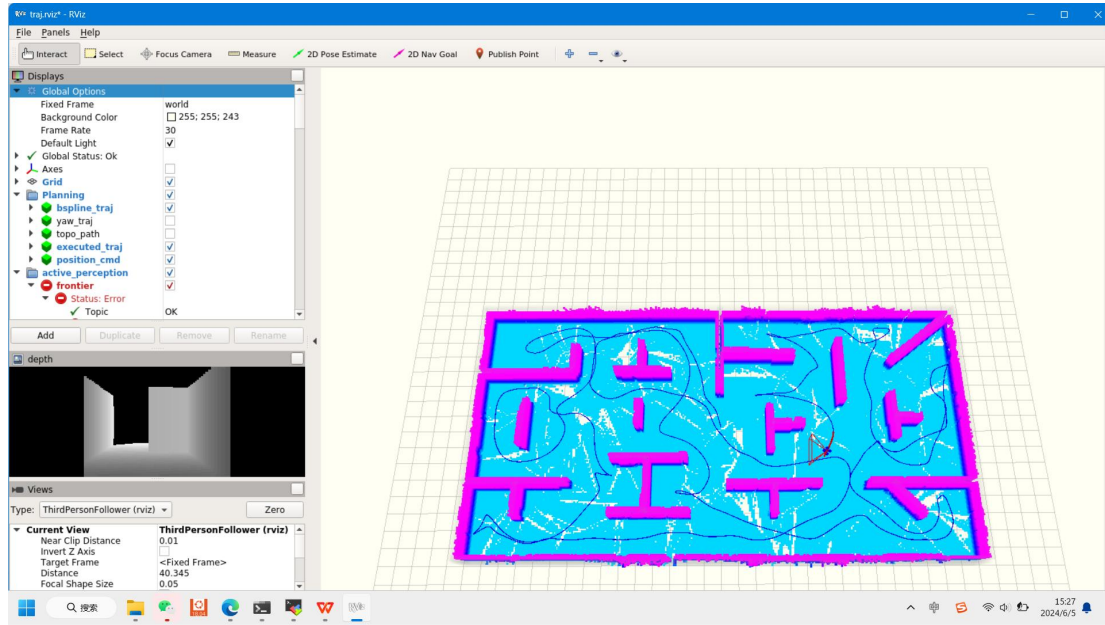 traj.rviz* - RViz
File Panels Help
Interact Select Focus Camera Measure 2D Pose Estimate 2D Nav Goal Publish Point
Displays
Global Options
Fixed Frame world
Background Color 255; 255; 243
Frame Rate 30
Default Light
Global Status: Ok
Axes
Grid
Planning
bspline_traj
yaw_traj
topo_path
executed_traj
position_cmd
active_perception
frontier
Status: Error
Topic OK
Add Duplicate Remove Rename
depth
Views
Type: ThirdPersonFollower (rviz) Zero
Current View ThirdPersonFollower (rviz)
Near Clip Distance 0.01
Invert Z Axis
Target Frame <Fixed Frame>
Distance 40.345
Focal Shape Size 0.05
搜索
中
15:27
2024/6/5